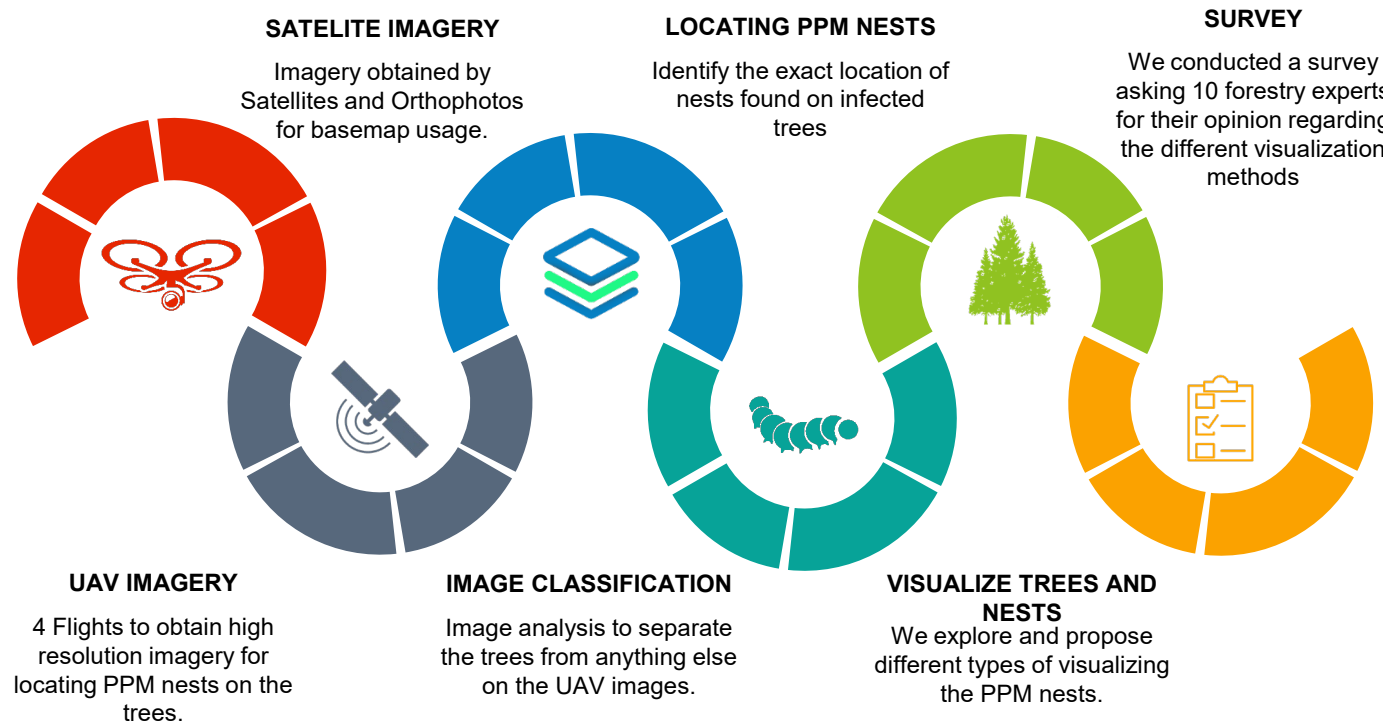 SATELITE IMAGERY
Imagery obtained by
Satellites and Orthophotos
for basemap usage.
LOCATING PPM NESTS
Identify the exact location of
nests found on infected
trees
SURVEY
We conducted a survey
asking 10 forestry experts
for their opinion regarding
the different visualization
methods
UAV IMAGERY
4 Flights to obtain high
resolution imagery for
locating PPM nests on the
trees.
IMAGE CLASSIFICATION
Image analysis to separate
the trees from anything else
on the UAV images.
VISUALIZE TREES AND
NESTS
We explore and propose
different types of visualizing
the PPM nests.